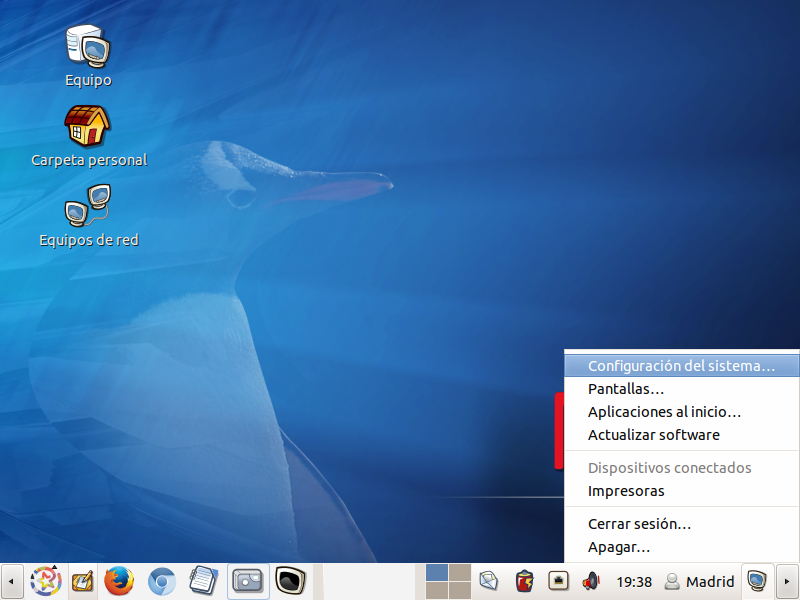 Equipo
Carpeta personal
Equipos de red
Configuración del sistema...
Pantallas...
Aplicaciones al inicio...
Actualizar software
Dispositivos conectados
Impresoras
Cerrar sesión...
Apagar...
19:38 Madrid